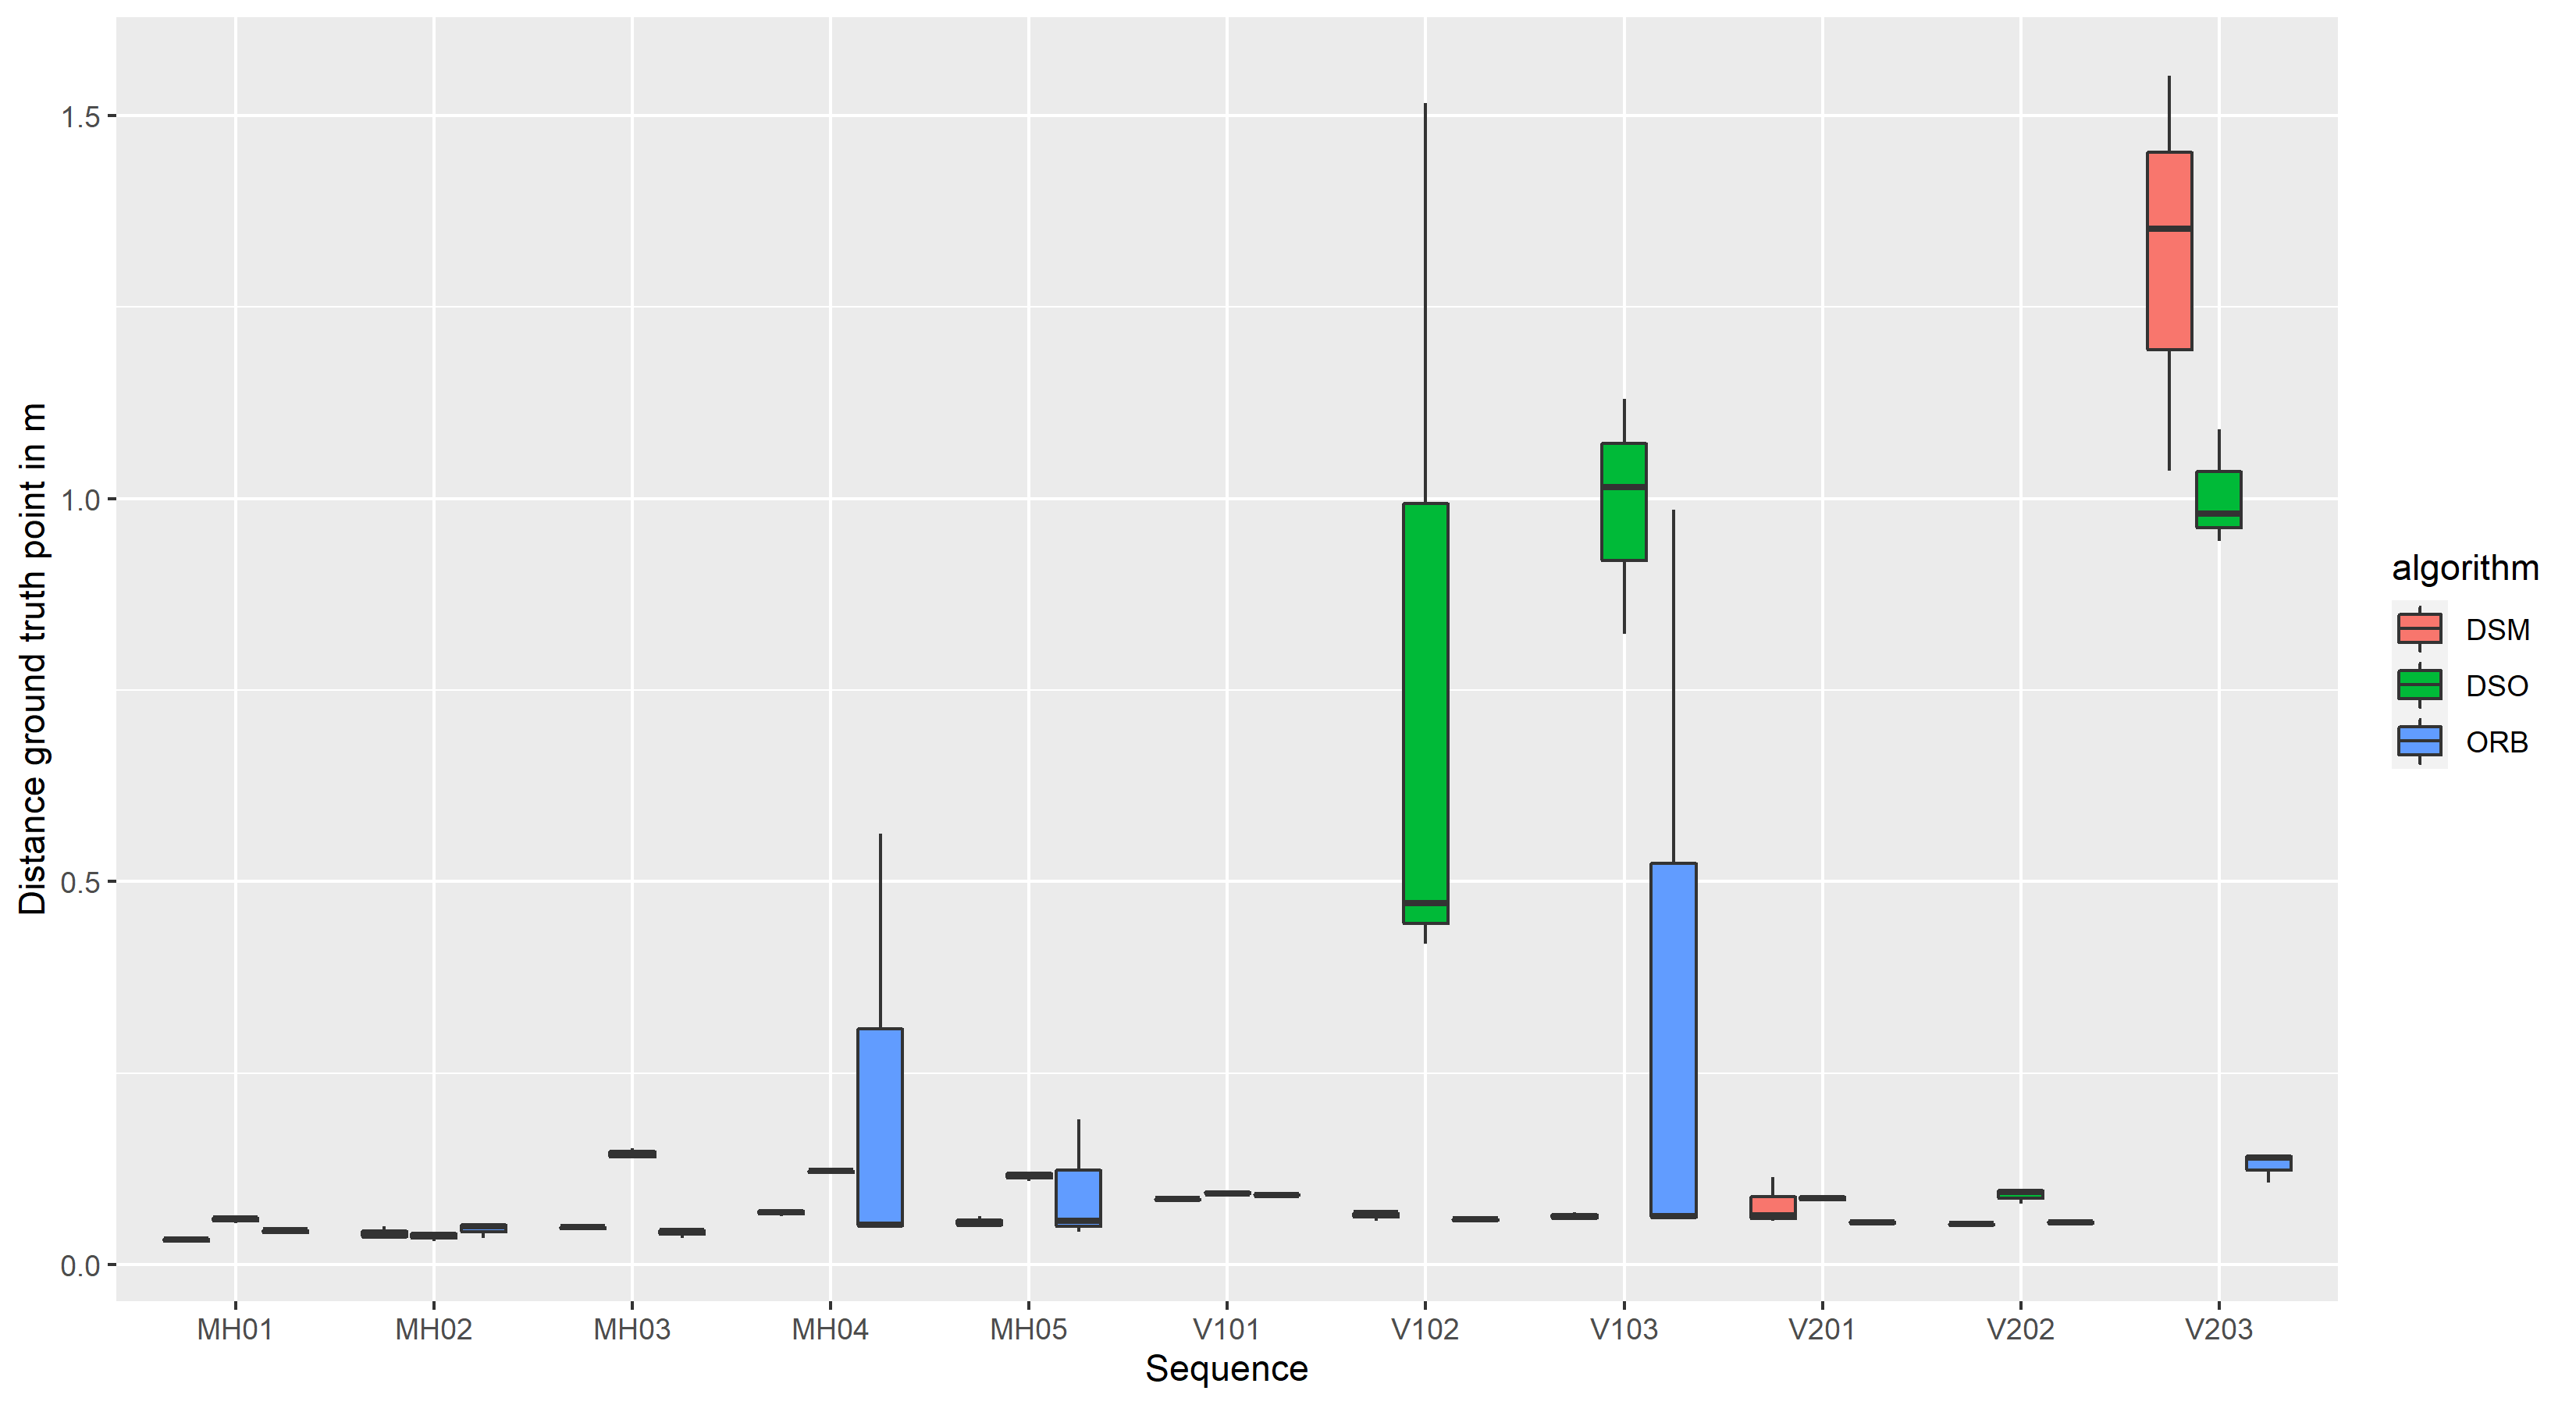 Distance ground truth point in m
1.5
1.0
0.5
0.0
MH01 MH02 MH03 MH04 MH05 V101 V102 V103 V201 V202 V203
Sequence
algorithm
DSM
DSO
ORB